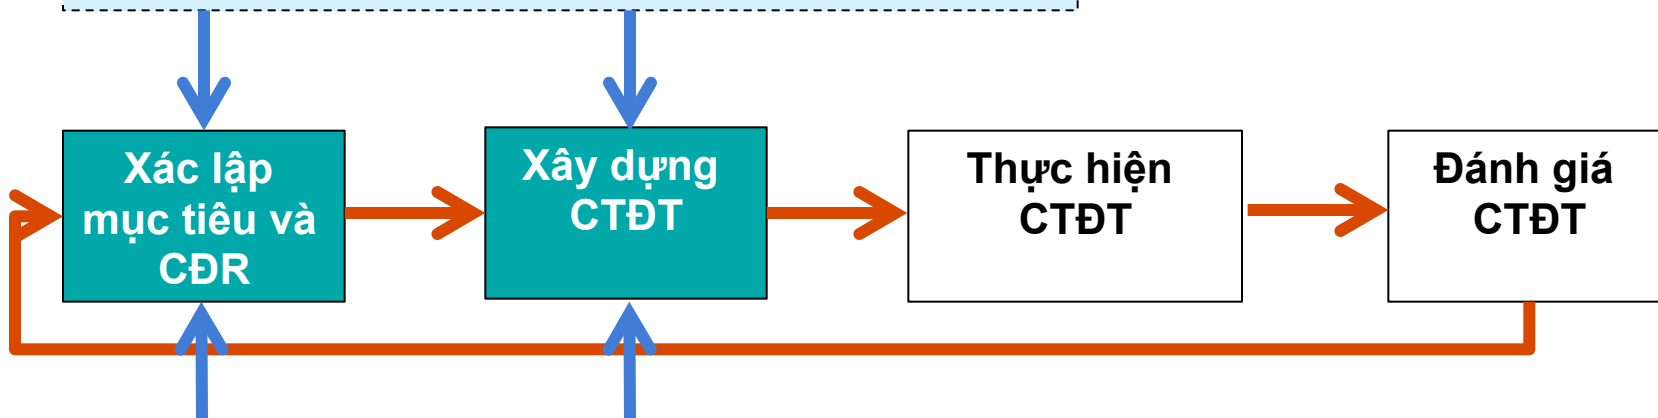 Xác lập
mục tiêu và
CĐR
Xây dựng
CTĐT
Thực hiện
CTĐT
Đánh giá
CTĐT